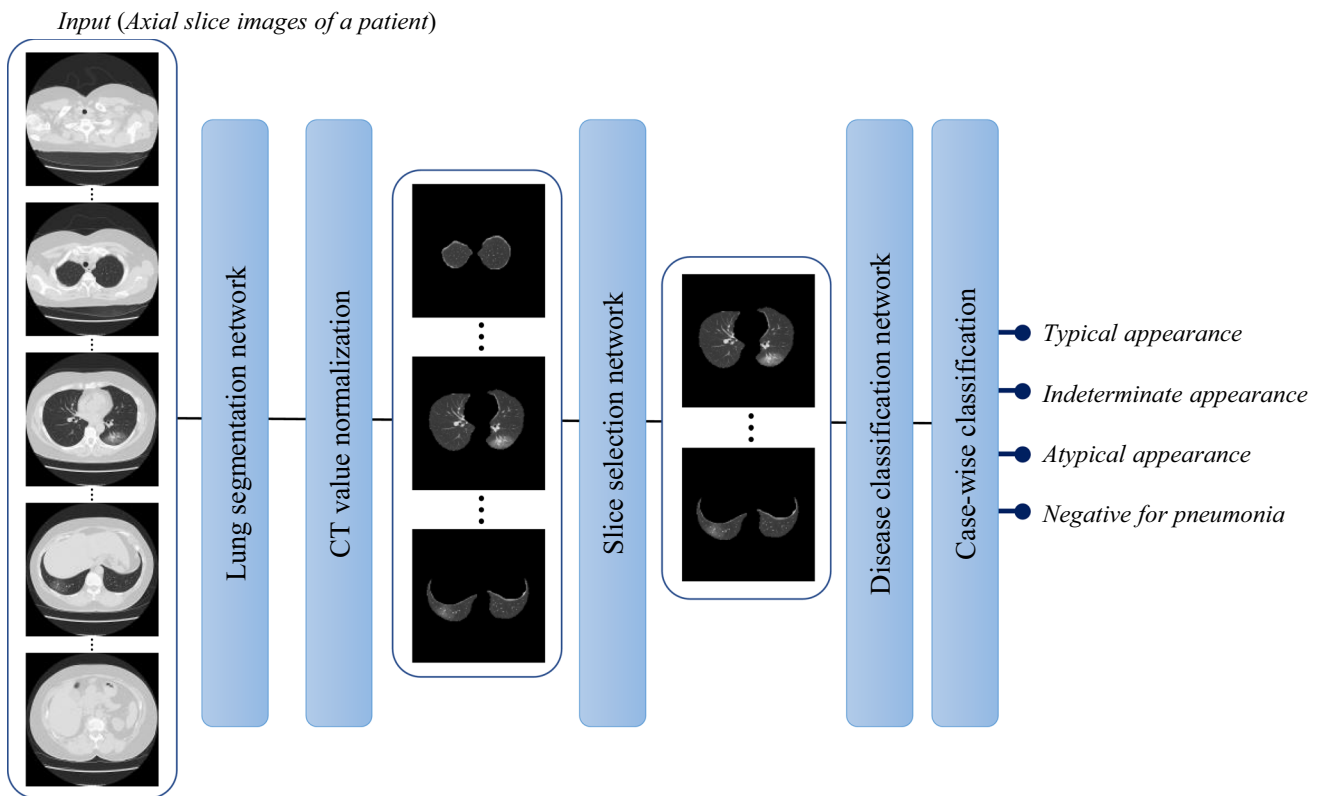 Input (Axial slice images of a patient)
Lung segmentation network
CT value normalization
Slice selection network
Disease classification network
Case-wise classification
Typical appearance
Indeterminate appearance
Atypical appearance
Negative for pneumonia